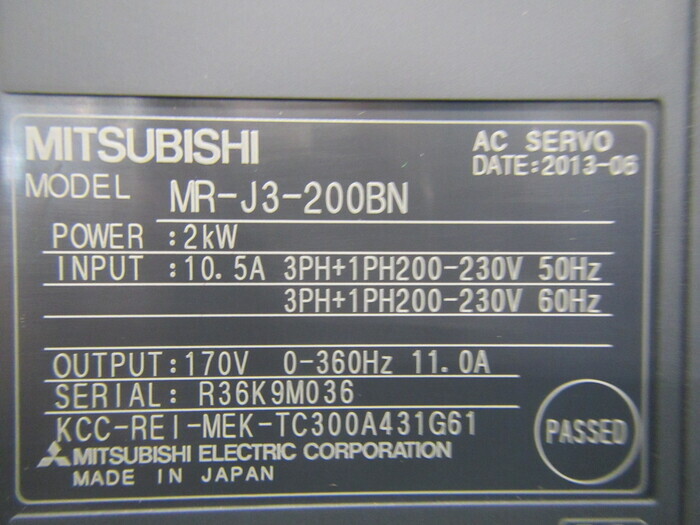 MITSUBISHI
AC SERVO
DATE:2013-06
MODEL MR-J3-200BN
POWER :2kW
INPUT :10.5A 3PH+1PH200-230V 50Hz
3PH+1PH200-230V 60Hz
OUTPUT:170V 0-360Hz 11.0A
SERIAL: R36K9M036
KCC-REI-MEK-TC300A431G61
MITSUBISHI ELECTRIC CORPORATION
MADE IN JAPAN
PASSED